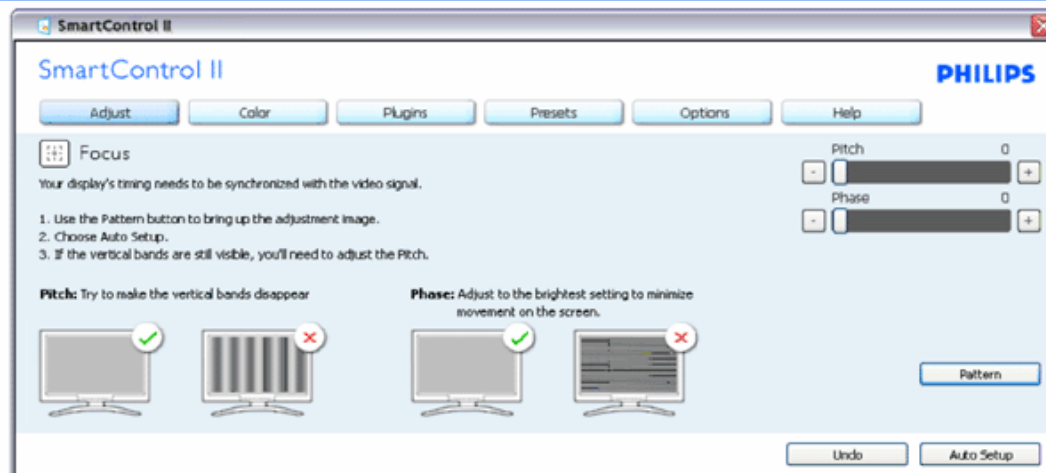 SmartControl II
SmartControl II
PHILIPS
Adjust Color Plugins Presets Options Help
Focus
Your display's timing needs to be synchronized with the video signal.
1. Use the Pattern button to bring up the adjustment image.
2. Choose Auto Setup.
3. If the vertical bands are still visible, you'll need to adjust the Pitch.
Pitch 0
- +
Phase 0
- +
Pitch: Try to make the vertical bands disappear
Phase: Adjust to the brightest setting to minimize
movement on the screen.
Pattern
Undo Auto Setup